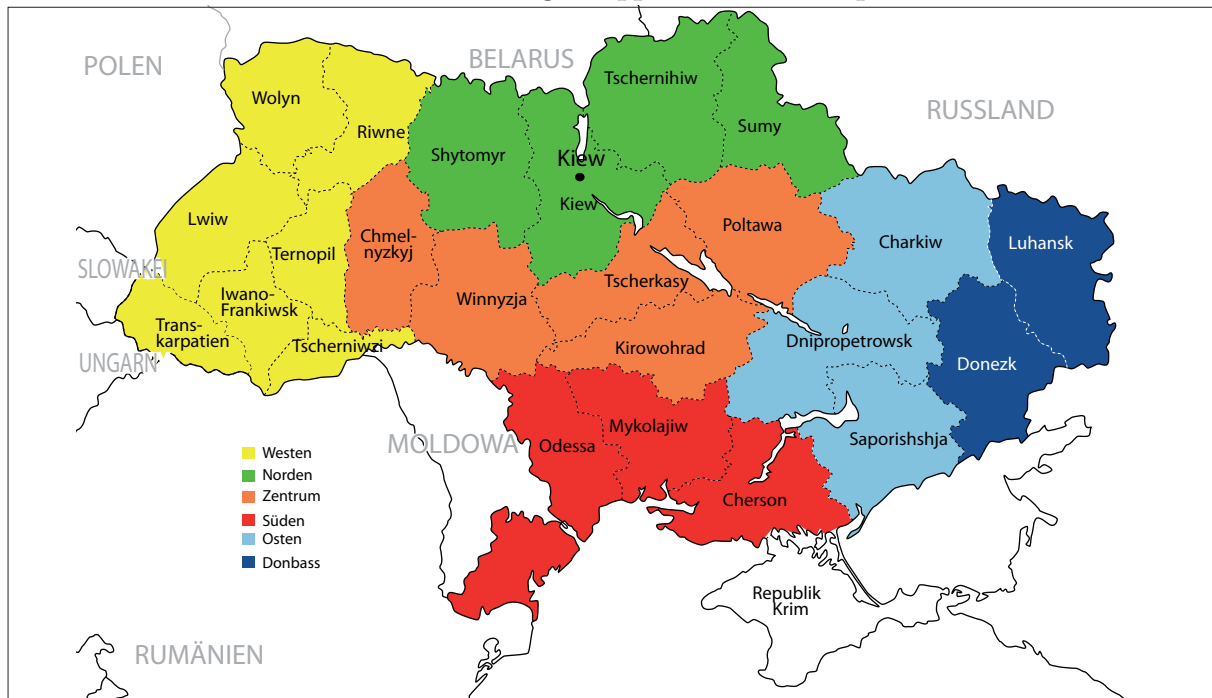 POLEN
BELARUS
RUSSLAND
SLOWAKEI
UNGARN
MOLDOWA
RUMÄNIEN
Wolyn
Riwne
Lwiw
Ternopil
Iwano-
Frankiwsk
Trans-
karpatien
Tscherniwzi
Chmel-
nyzkyj
Shytomyr
Kiew
Kiew
Tschernihiw
Sumy
Poltawa
Tscherkasy
Winnyzja
Kirowohrad
Charkiw
Luhansk
Dnipropetrowsk
Donezk
Saporishshja
Odessa
Mykolajiw
Cherson
Republik
Krim
Westen
Norden
Zentrum
Süden
Osten
Donbass